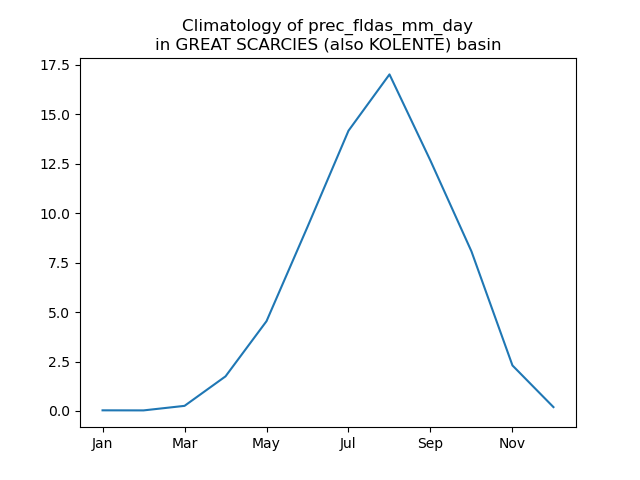 Climatology of prec_fldas_mm_day
in GREAT SCARCIES (also KOLENTE) basin
17.5
15.0
12.5
10.0
7.5
5.0
2.5
0.0
Jan Mar May Jul Sep Nov